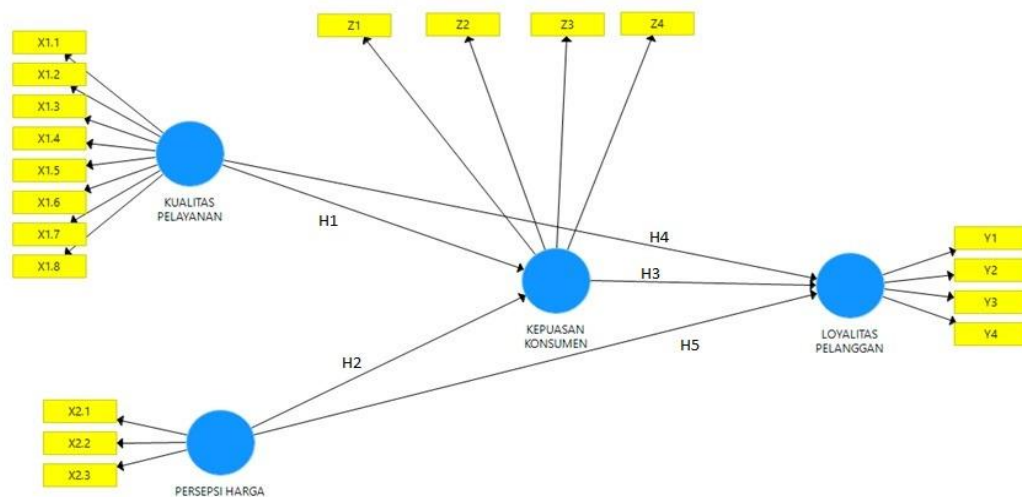 Z1
Z2
Z3
Z4
X1.1
X1.2
X1.3
X1.4
X1.5
X1.6
X1.7
X1.8
KUALITAS
PELAYANAN
H1
H4
H3
Y1
Y2
Y3
Y4
KEPUASAN
KONSUMEN
LOYALITAS
PELANGGAN
H2
H5
X2.1
X2.2
X2.3
PERSEPSI HARGA